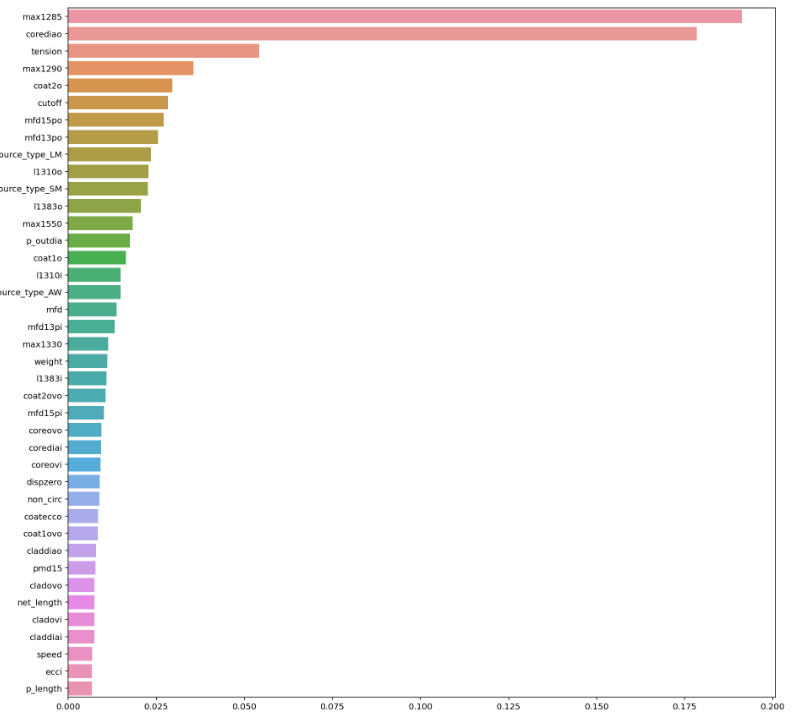 max1285
corediao
tension
max1290
coat2o
cutoff
mfd15po
mfd13po
ource_type_LM
l1310o
ource_type_SM
l1383o
max1550
p_outdia
coat1o
l1310i
ource_type_AW
mfd
mfd13pi
max1330
weight
l1383i
coat2ovo
mfd15pi
coreovo
corediai
coreovi
dispzero
non_circ
coatecco
coat1ovo
claddiao
pmd15
cladovo
net_length
cladovi
claddiai
speed
ecci
p_length
0.000 0.025 0.050 0.075 0.100 0.125 0.150 0.175 0.200